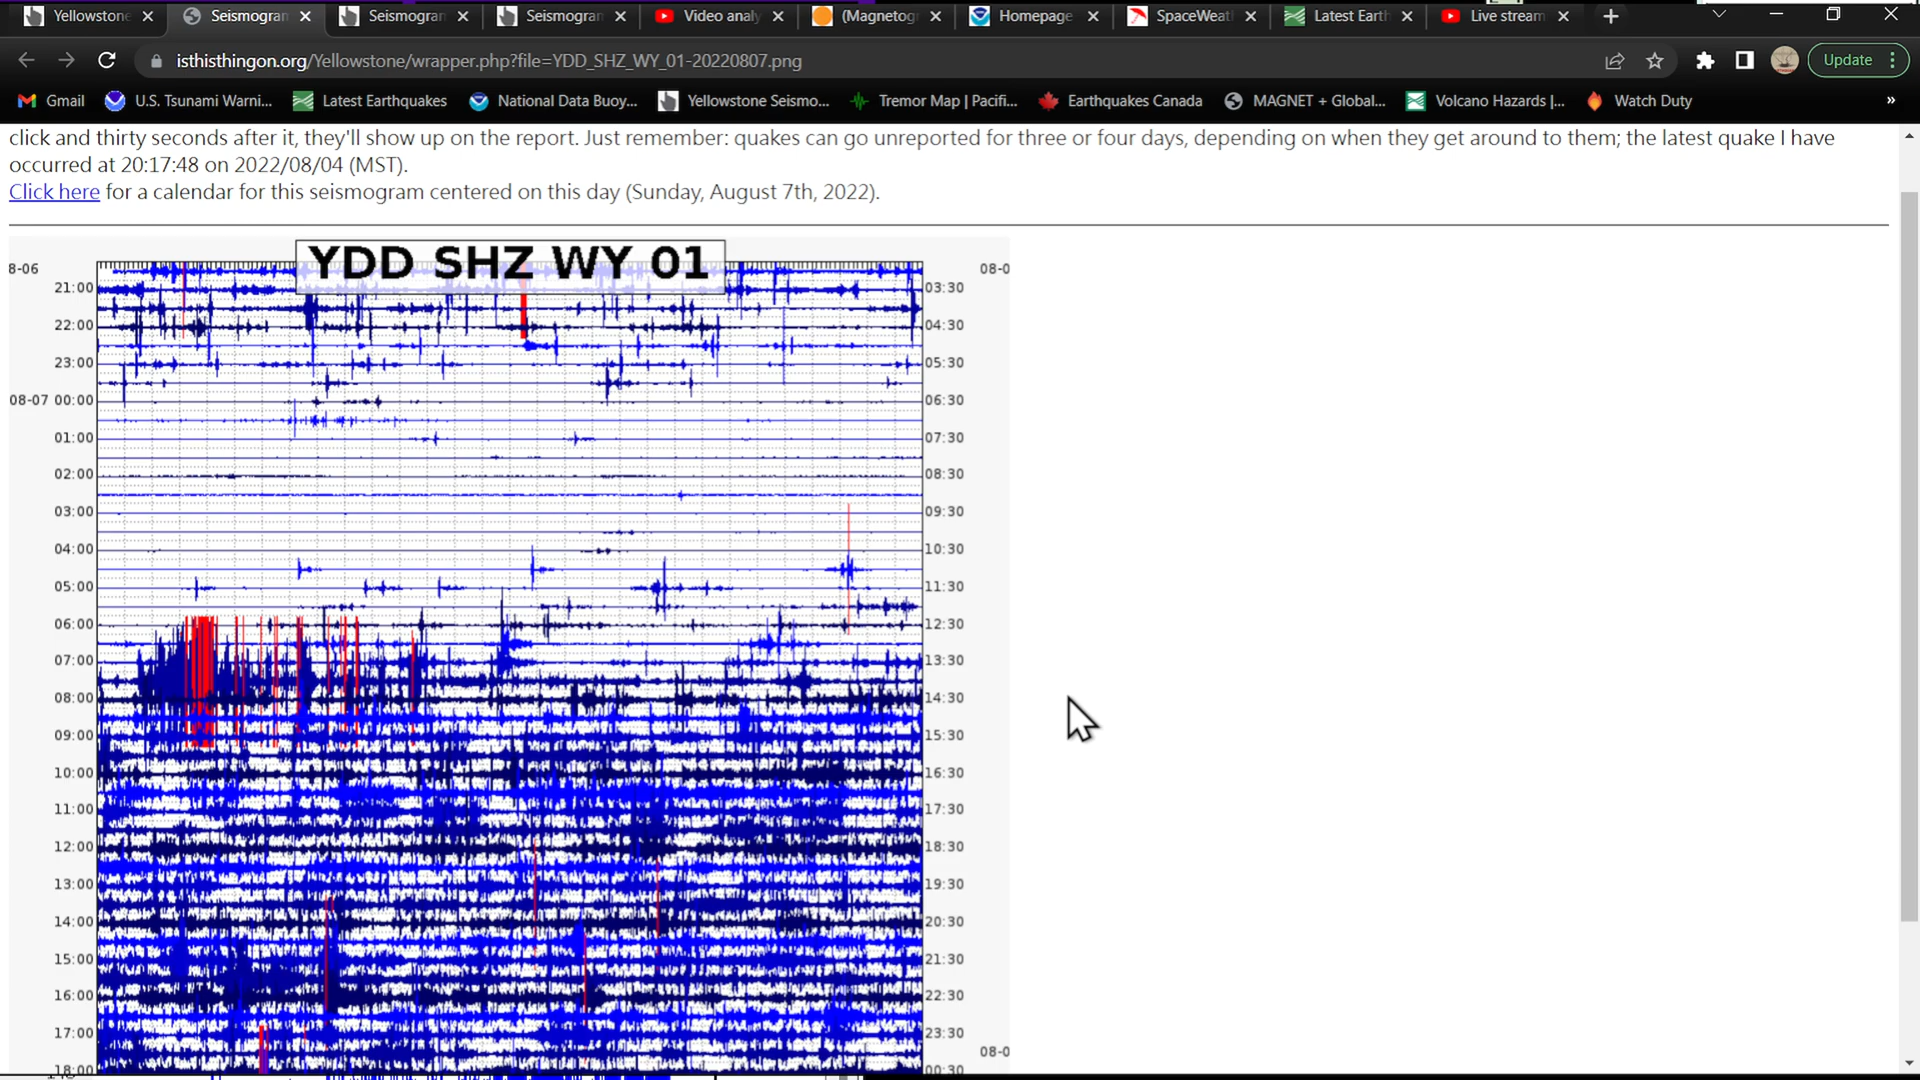 Yellowstone
Seismogran
Seismogran
Seismogran
Video analy
(Magnetog
Homepage
SpaceWeat
Latest Earth
Live stream
isthisthingon.org/Yellowstone/wrapper.php?file=YDD_SHZ_WY_01-20220807.png
Update
Gmail
U.S. Tsunami Warni...
Latest Earthquakes
National Data Buoy...
Yellowstone Seismo...
Tremor Map | Pacifi...
Earthquakes Canada
MAGNET + Global...
Volcano Hazards |...
Watch Duty
»
click and thirty seconds after it, they'll show up on the report. Just remember: quakes can go unreported for three or four days, depending on when they get around to them; the latest quake I have
occurred at 20:17:48 on 2022/08/04 (MST).
Click here for a calendar for this seismogram centered on this day (Sunday, August 7th, 2022).
YDD SHZ WY 01
8-06 08-0
21:00 03:30
22:00 04:30
23:00 05:30
08-07 00:00 06:30
01:00 07:30
02:00 08:30
03:00 09:30
04:00 10:30
05:00 11:30
06:00 12:30
07:00 13:30
08:00 14:30
09:00 15:30
10:00 16:30
11:00 17:30
12:00 18:30
13:00 19:30
14:00 20:30
15:00 21:30
16:00 22:30
17:00 23:30
08-0
18:00 00:30